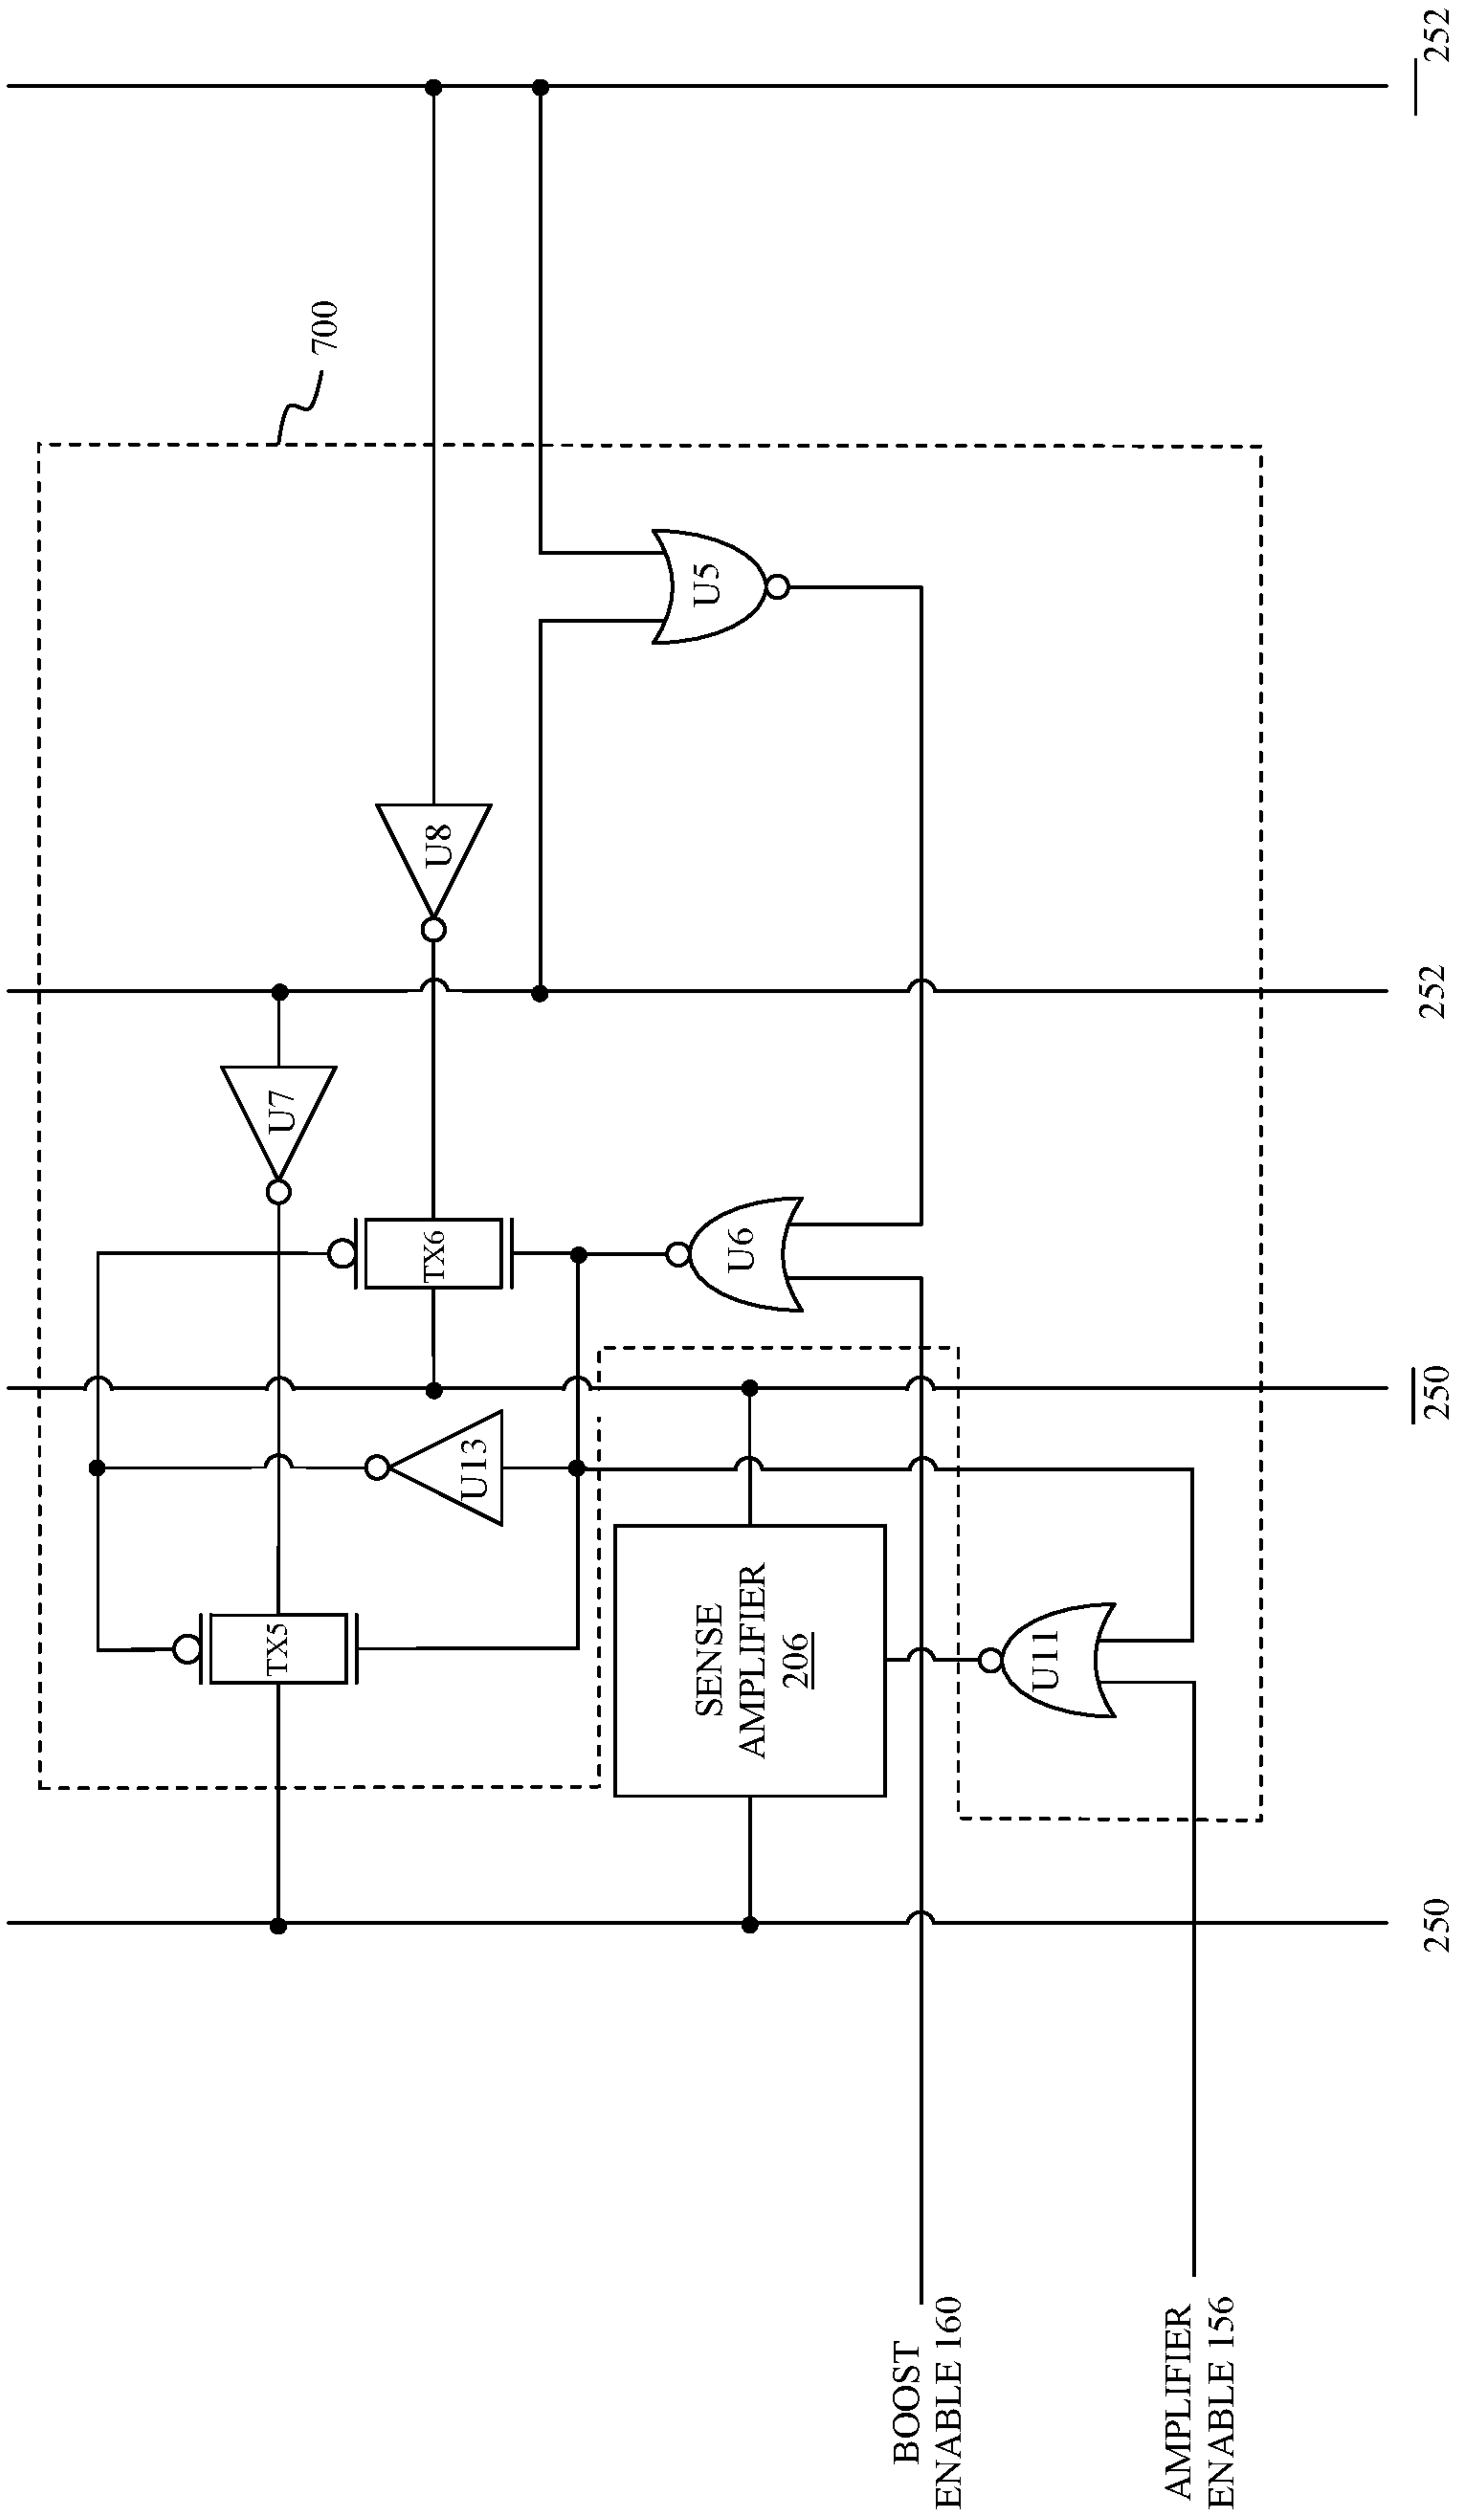 700
U7
TX5
TX6
U8
U13
U5
U6
SENSE
AMPLIFIER
206
U11
BOOST
ENABLE 160
AMPLIFIER
ENABLE 156
250
250
252
252